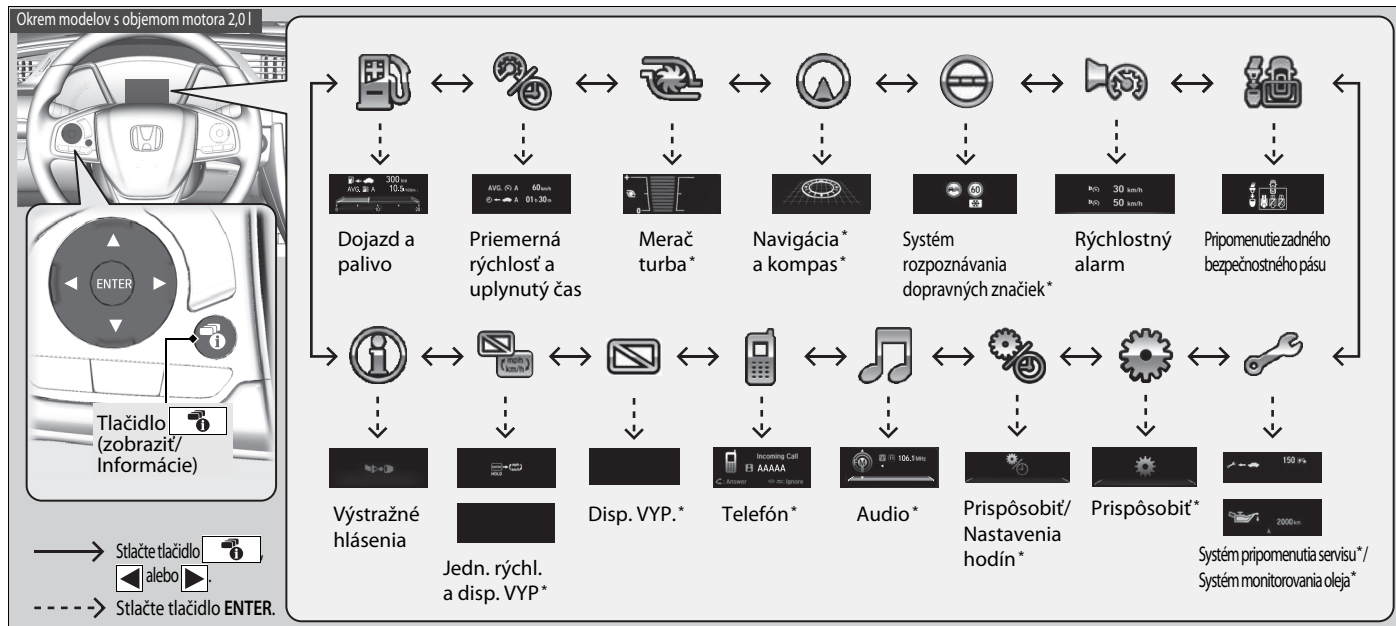 Okrem modelov s objemom motora 2,0 l
300 km
AVG. A 10.5
AVG. A 60 km/h
A 01 h 30 m
60
30 km/h
50 km/h
Dojazd a
palivo
Priemerná
rýchlosť a
uplynutý čas
Merač
turba*
Navigácia*
a kompas*
Systém
rozpoznávania
dopravných značiek*
Rýchlostný
alarm
Pripomenutie zadného
bezpečnostného pásu
ENTER
Tlačidlo
(zobraziť/
Informácie)
mph
km/h
HOLD
Incoming Call
AAAAA
: Answer
: Ignore
106.1 MHz
150
A 2000 km
Výstražné
hlásenia
Jedn. rýchl.
a disp. VYP*
Disp. VYP.*
Telefón*
Audio*
Prispôsobiť/
Nastavenia
hodín*
Prispôsobiť*
Systém pripomenutia servisu*/
Systém monitorovania oleja*
Stlačte tlačidlo ,
alebo .
Stlačte tlačidlo ENTER.